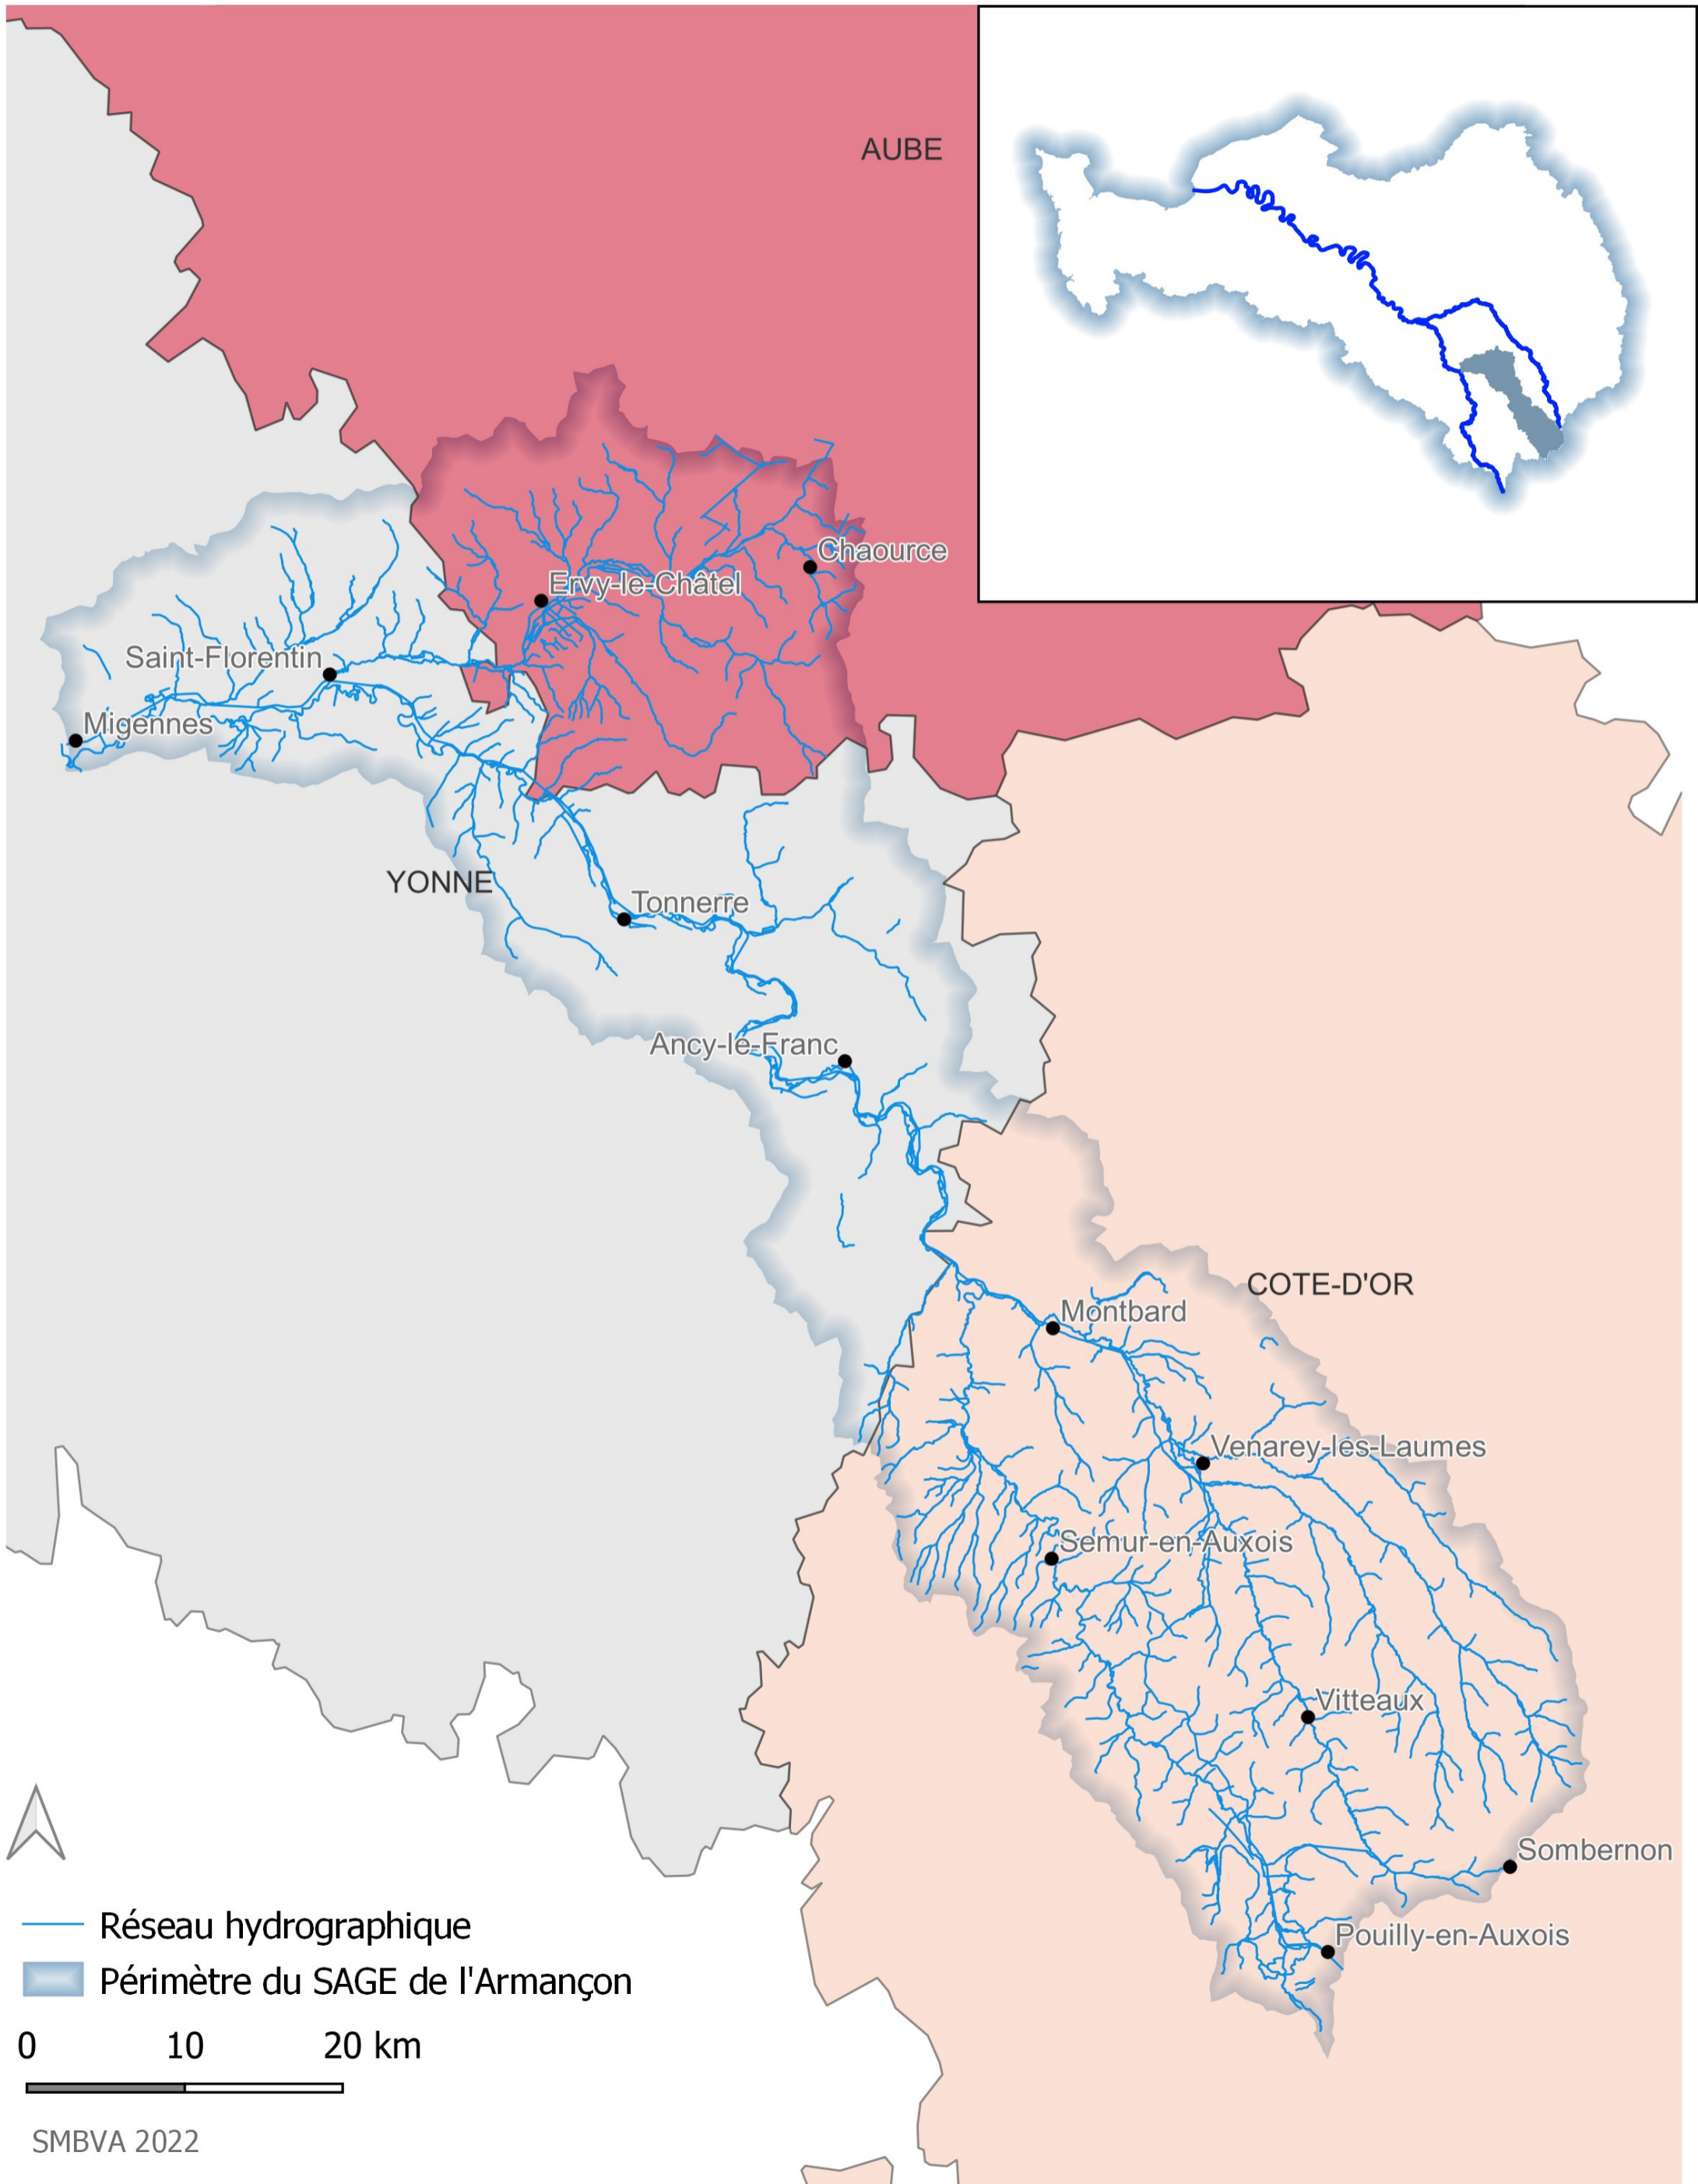 AUBE
Chaource
Ervy-le-Châtel
Saint-Florentin
Migennes
YONNE
Tonnerre
Ancy-le-Franc
COTE-D'OR
Montbard
Venarey-les-Laumes
Semur-en-Auxois
Vitteaux
Sombernon
Pouilly-en-Auxois
Réseau hydrographique
Périmètre du SAGE de l'Armançon
0 10 20 km
SMBVA 2022